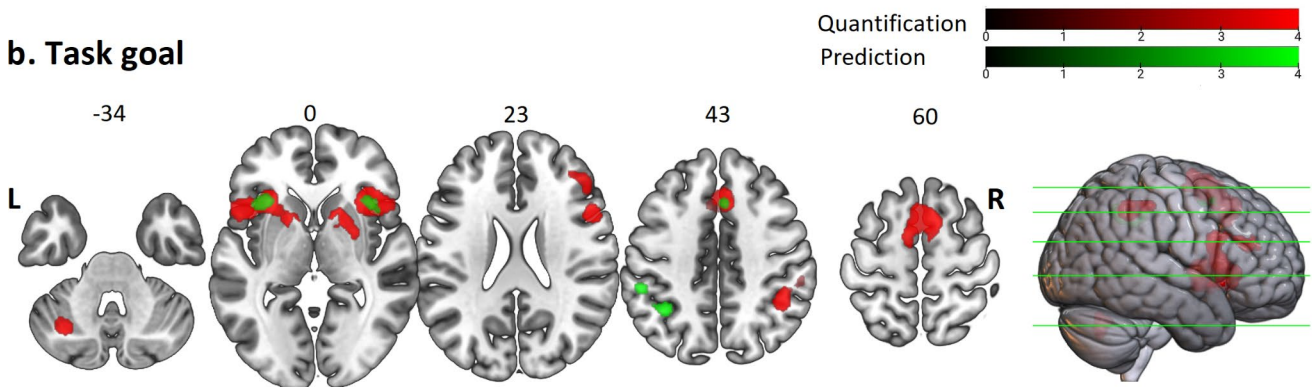 Quantification
0 1 2 3 4
Prediction
0 1 2 3 4
b. Task goal
-34 0 23 43 60
L R